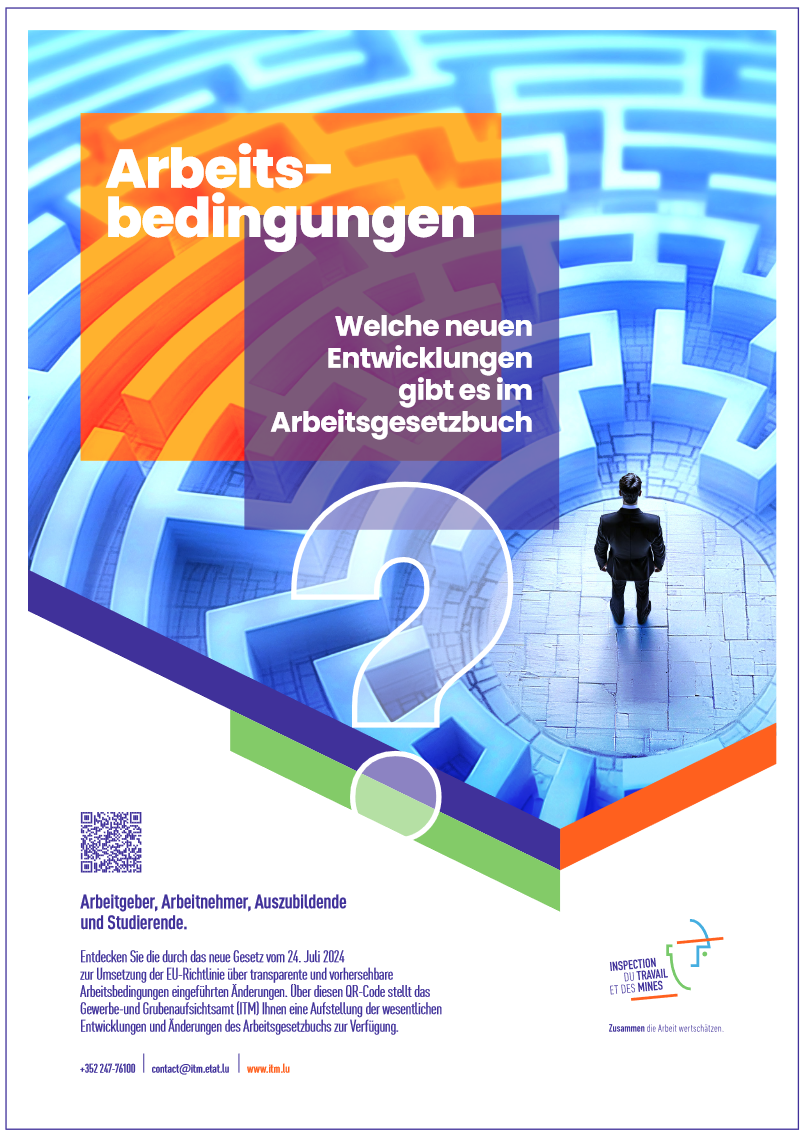 Arbeits-
bedingungen
Welche neuen
Entwicklungen
gibt es im
Arbeitsgesetzbuch
?
Arbeitgeber, Arbeitnehmer, Auszubildende
und Studierende.
Entdecken Sie die durch das neue Gesetz vom 24. Juli 2024
zur Umsetzung der EU-Richtlinie über transparente und vorhersehbare
Arbeitsbedingungen eingeführten Änderungen. Über diesen QR-Code stellt das
Gewerbe-und Grubenaufsichtsamt (ITM) Ihnen eine Aufstellung der wesentlichen
Entwicklungen und Änderungen des Arbeitsgesetzbuchs zur Verfügung.
+352 247-76100 | contact@itm.etat.lu | www.itm.lu
INSPECTION
DU TRAVAIL
ET DES MINES
Zusammen die Arbeit wertschätzen.